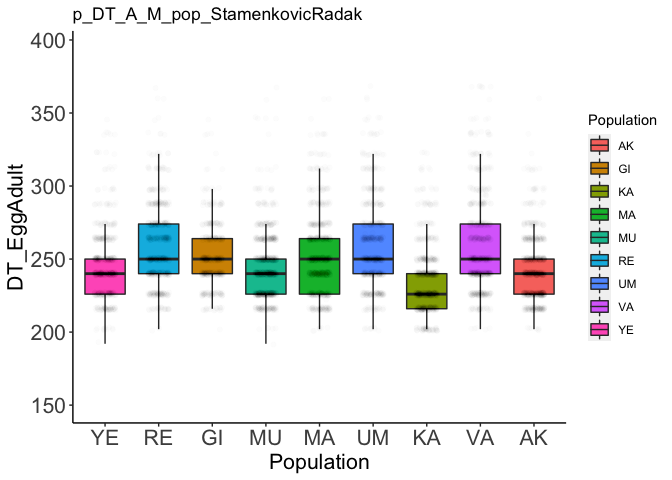 p_DT_A_M_pop_StamenkovicRadak
DT_EggAdult
400
350
300
250
200
150
YE RE GI MU MA UM KA VA AK
Population
Population
AK
GI
KA
MA
MU
RE
UM
VA
YE